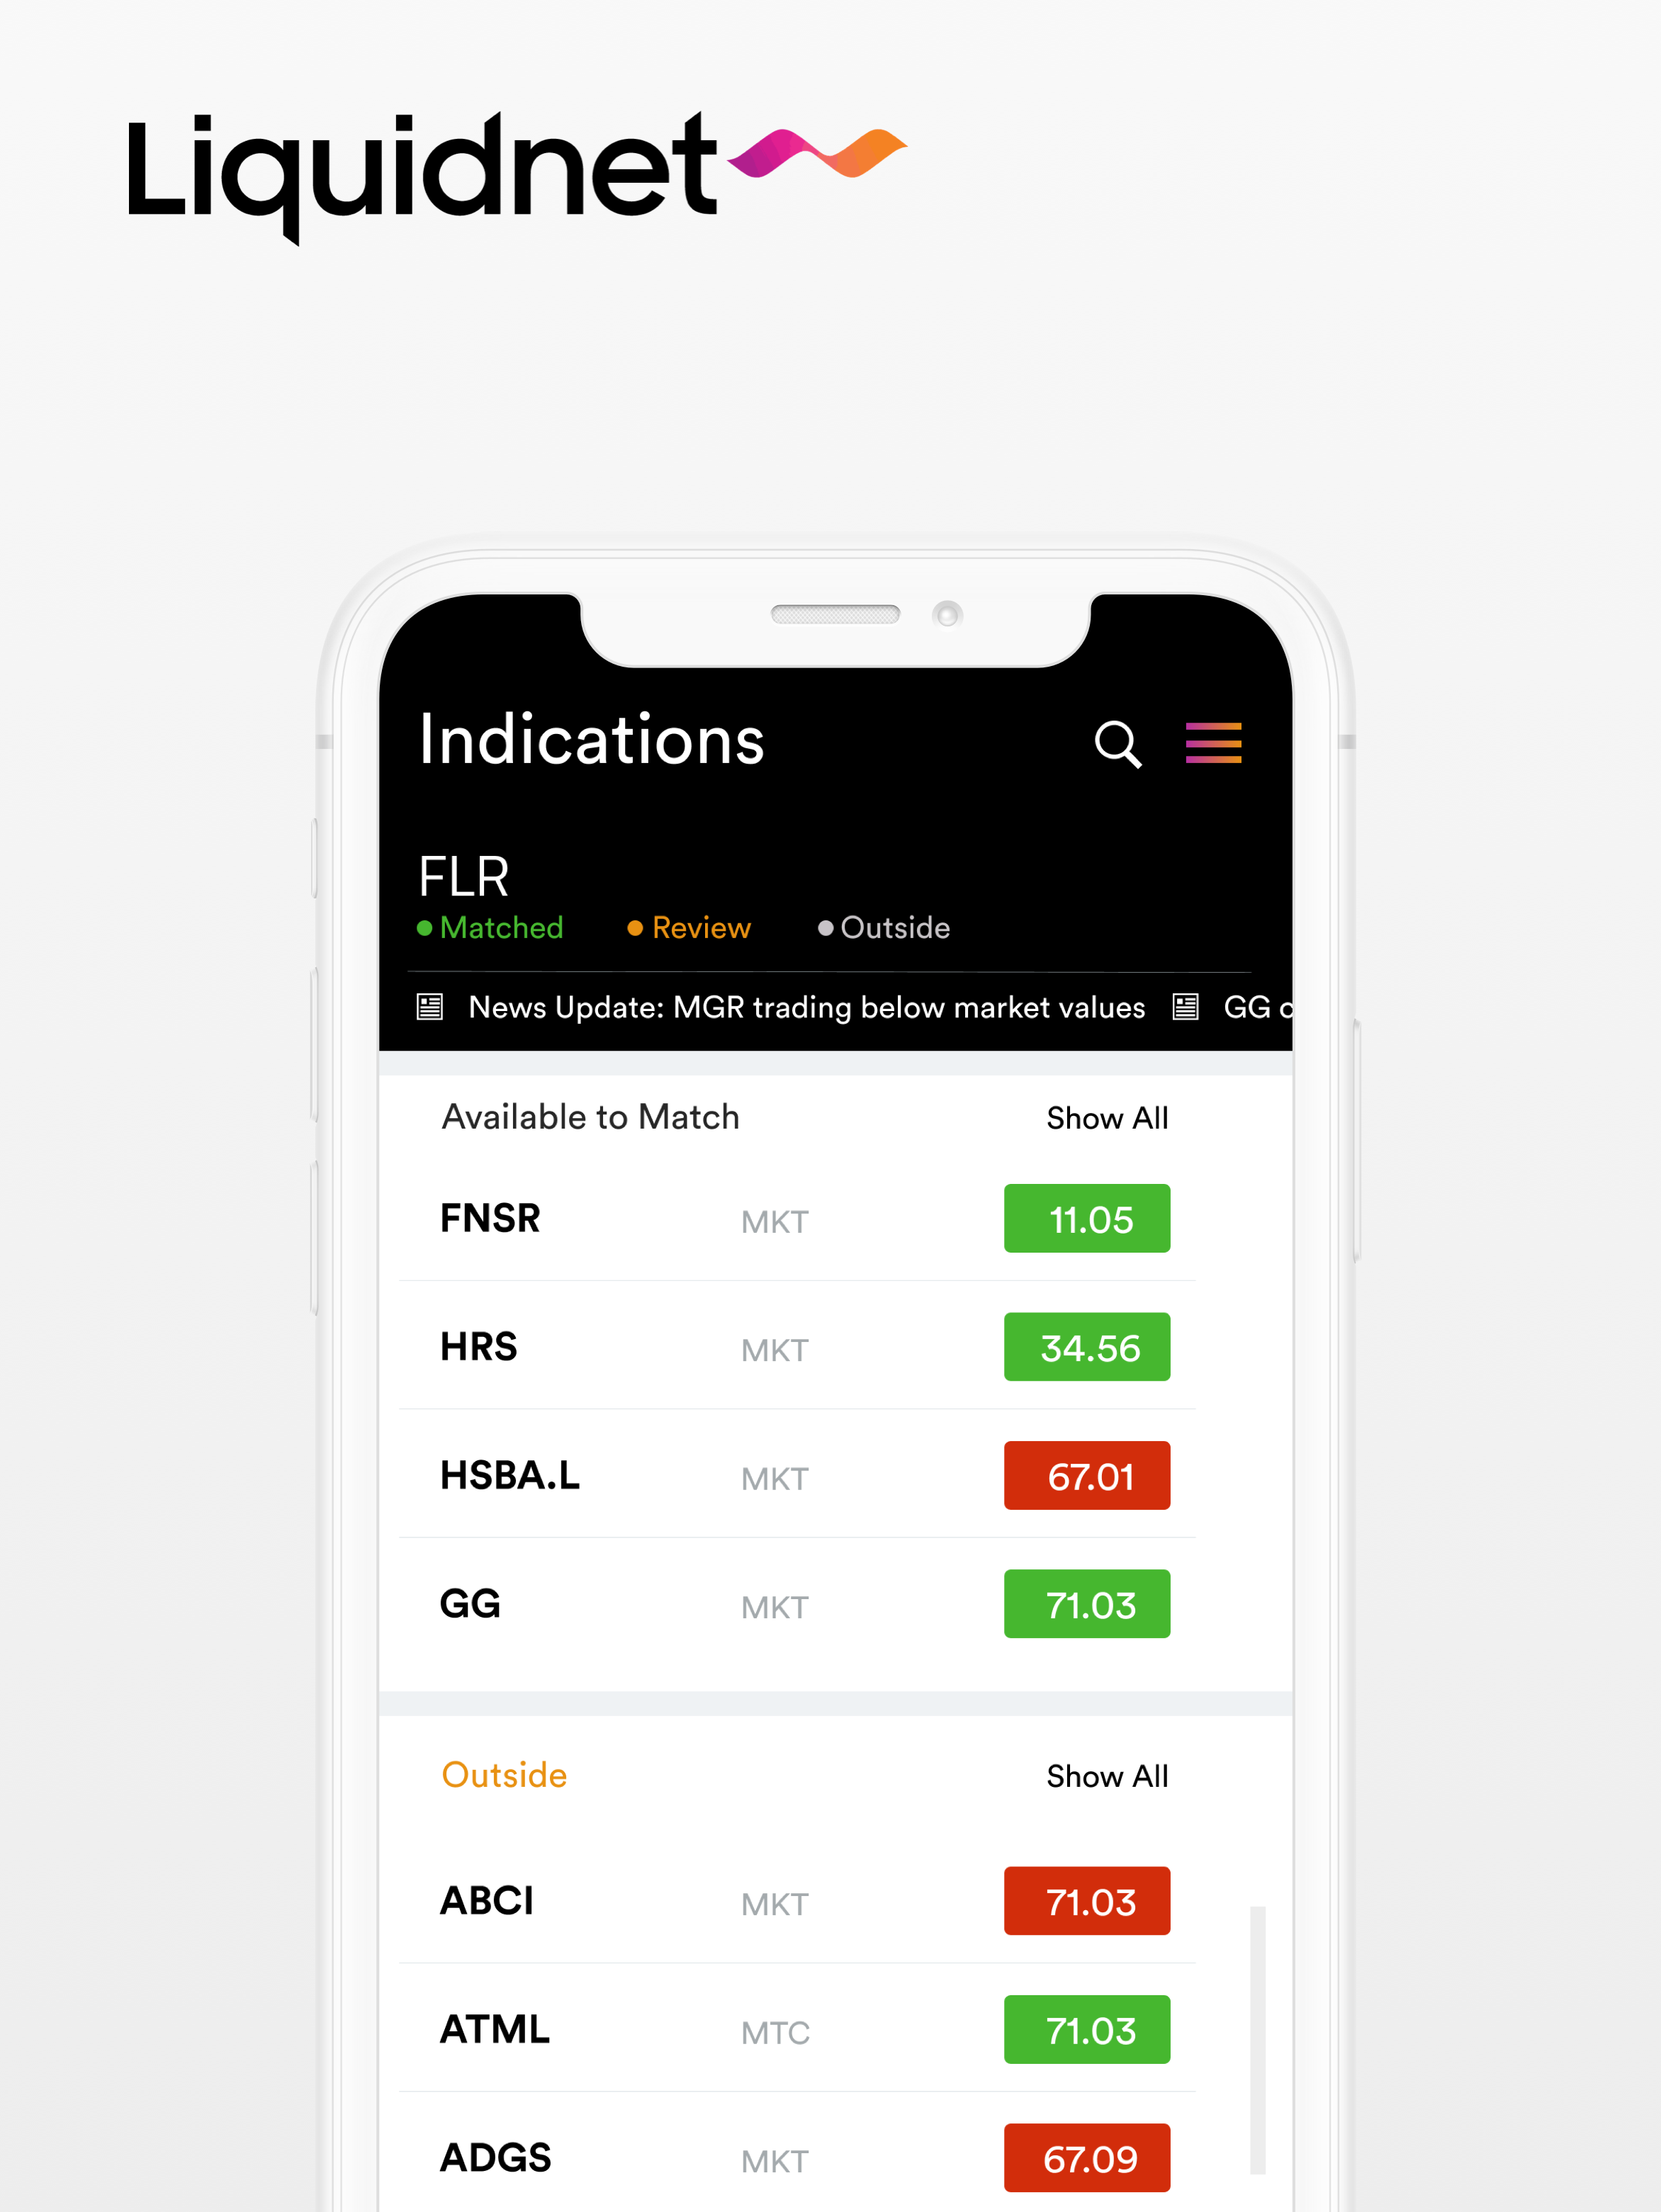 Liquidnet
Indications
FLR
Matched Review Outside
News Update: MGR trading below market values GG
Available to Match Show All
FNSR MKT 11.05
HRS MKT 34.56
HSBA.L MKT 67.01
GG MKT 71.03
Outside Show All
ABCI MKT 71.03
ATML MTC 71.03
ADGS MKT 67.09